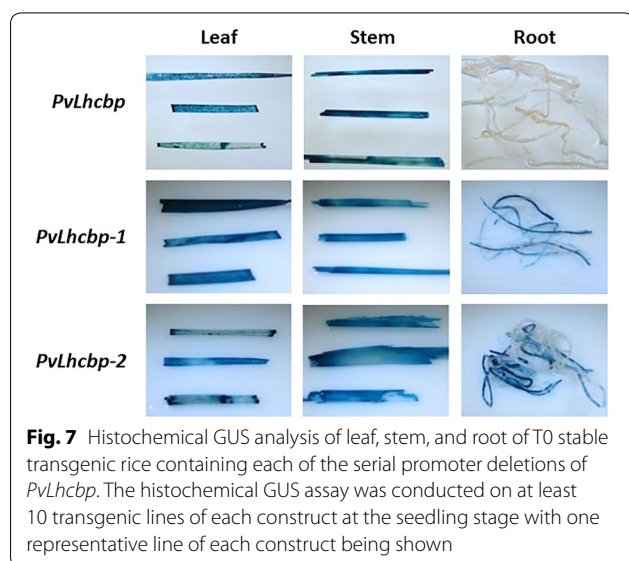 Leaf Stem Root
PvLhcbp
PvLhcbp-1
PvLhcbp-2
Fig. 7 Histochemical GUS analysis of leaf, stem, and root of T0 stable
transgenic rice containing each of the serial promoter deletions of
PvLhcbp. The histochemical GUS assay was conducted on at least
10 transgenic lines of each construct at the seedling stage with one
representative line of each construct being shown